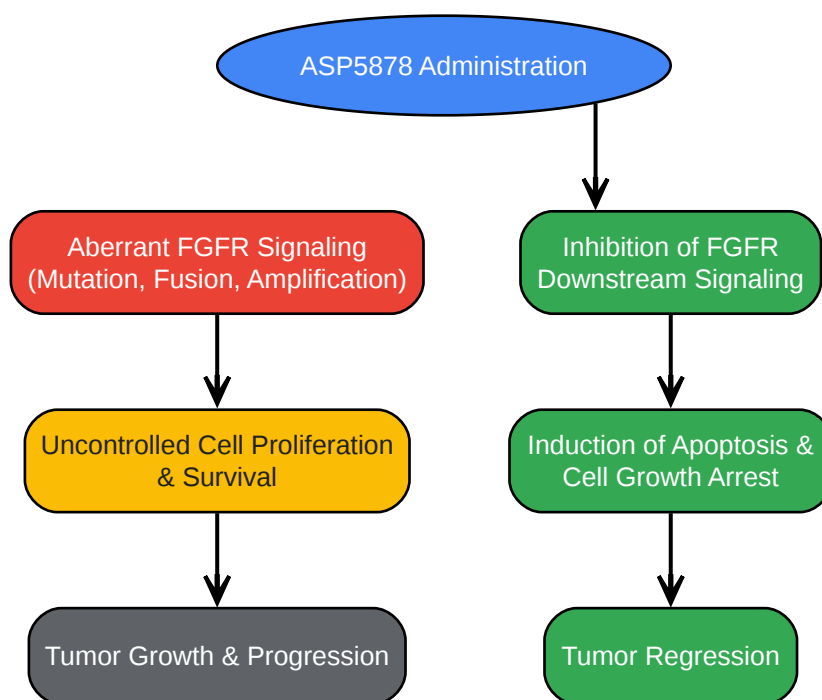 ASP5878 Administration
Aberrant FGFR Signaling
(Mutation, Fusion, Amplification)
Inhibition of FGFR
Downstream Signaling
Uncontrolled Cell Proliferation
& Survival
Induction of Apoptosis &
Cell Growth Arrest
Tumor Growth & Progression
Tumor Regression